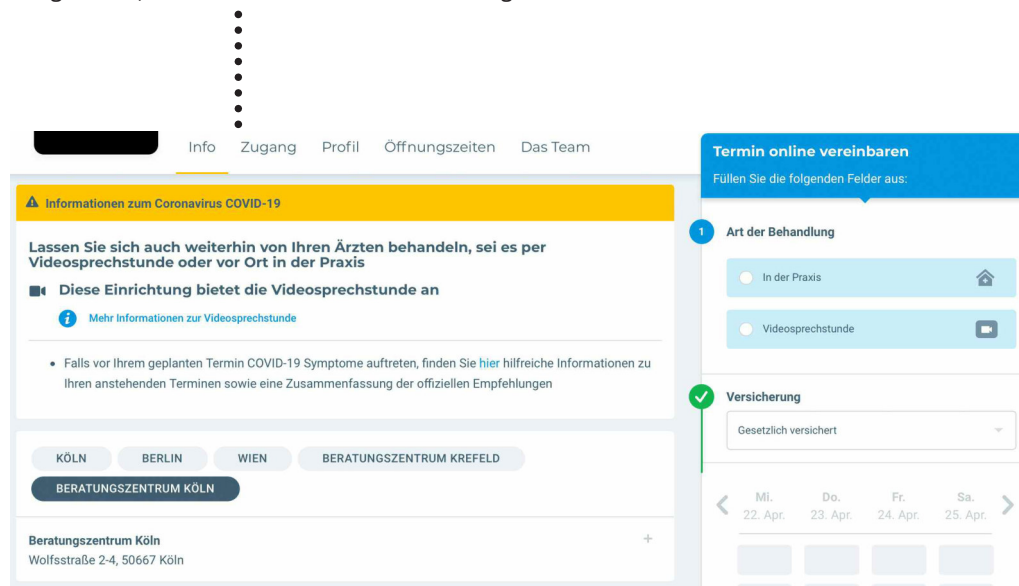 Info Zugang Profil Öffnungszeiten Das Team
Informationen zum Coronavirus COVID-19
Lassen Sie sich auch weiterhin von Ihren Ärzten behandeln, sei es per
Videosprechstunde oder vor Ort in der Praxis
Diese Einrichtung bietet die Videosprechstunde an
Mehr Informationen zur Videosprechstunde
• Falls vor Ihrem geplanten Termin COVID-19 Symptome auftreten, finden Sie hier hilfreiche Informationen zu
Ihren anstehenden Terminen sowie eine Zusammenfassung der offiziellen Empfehlungen
KÖLN BERLIN WIEN BERATUNGSZENTRUM KREFELD
BERATUNGSZENTRUM KÖLN
Beratungszentrum Köln
Wolfsstraße 2-4, 50667 Köln
Termin online vereinbaren
Füllen Sie die folgenden Felder aus:
1 Art der Behandlung
In der Praxis
Videosprechstunde
Versicherung
Gesetzlich versichert
Mi. Do. Fr. Sa.
22. Apr. 23. Apr. 24. Apr. 25. Apr.